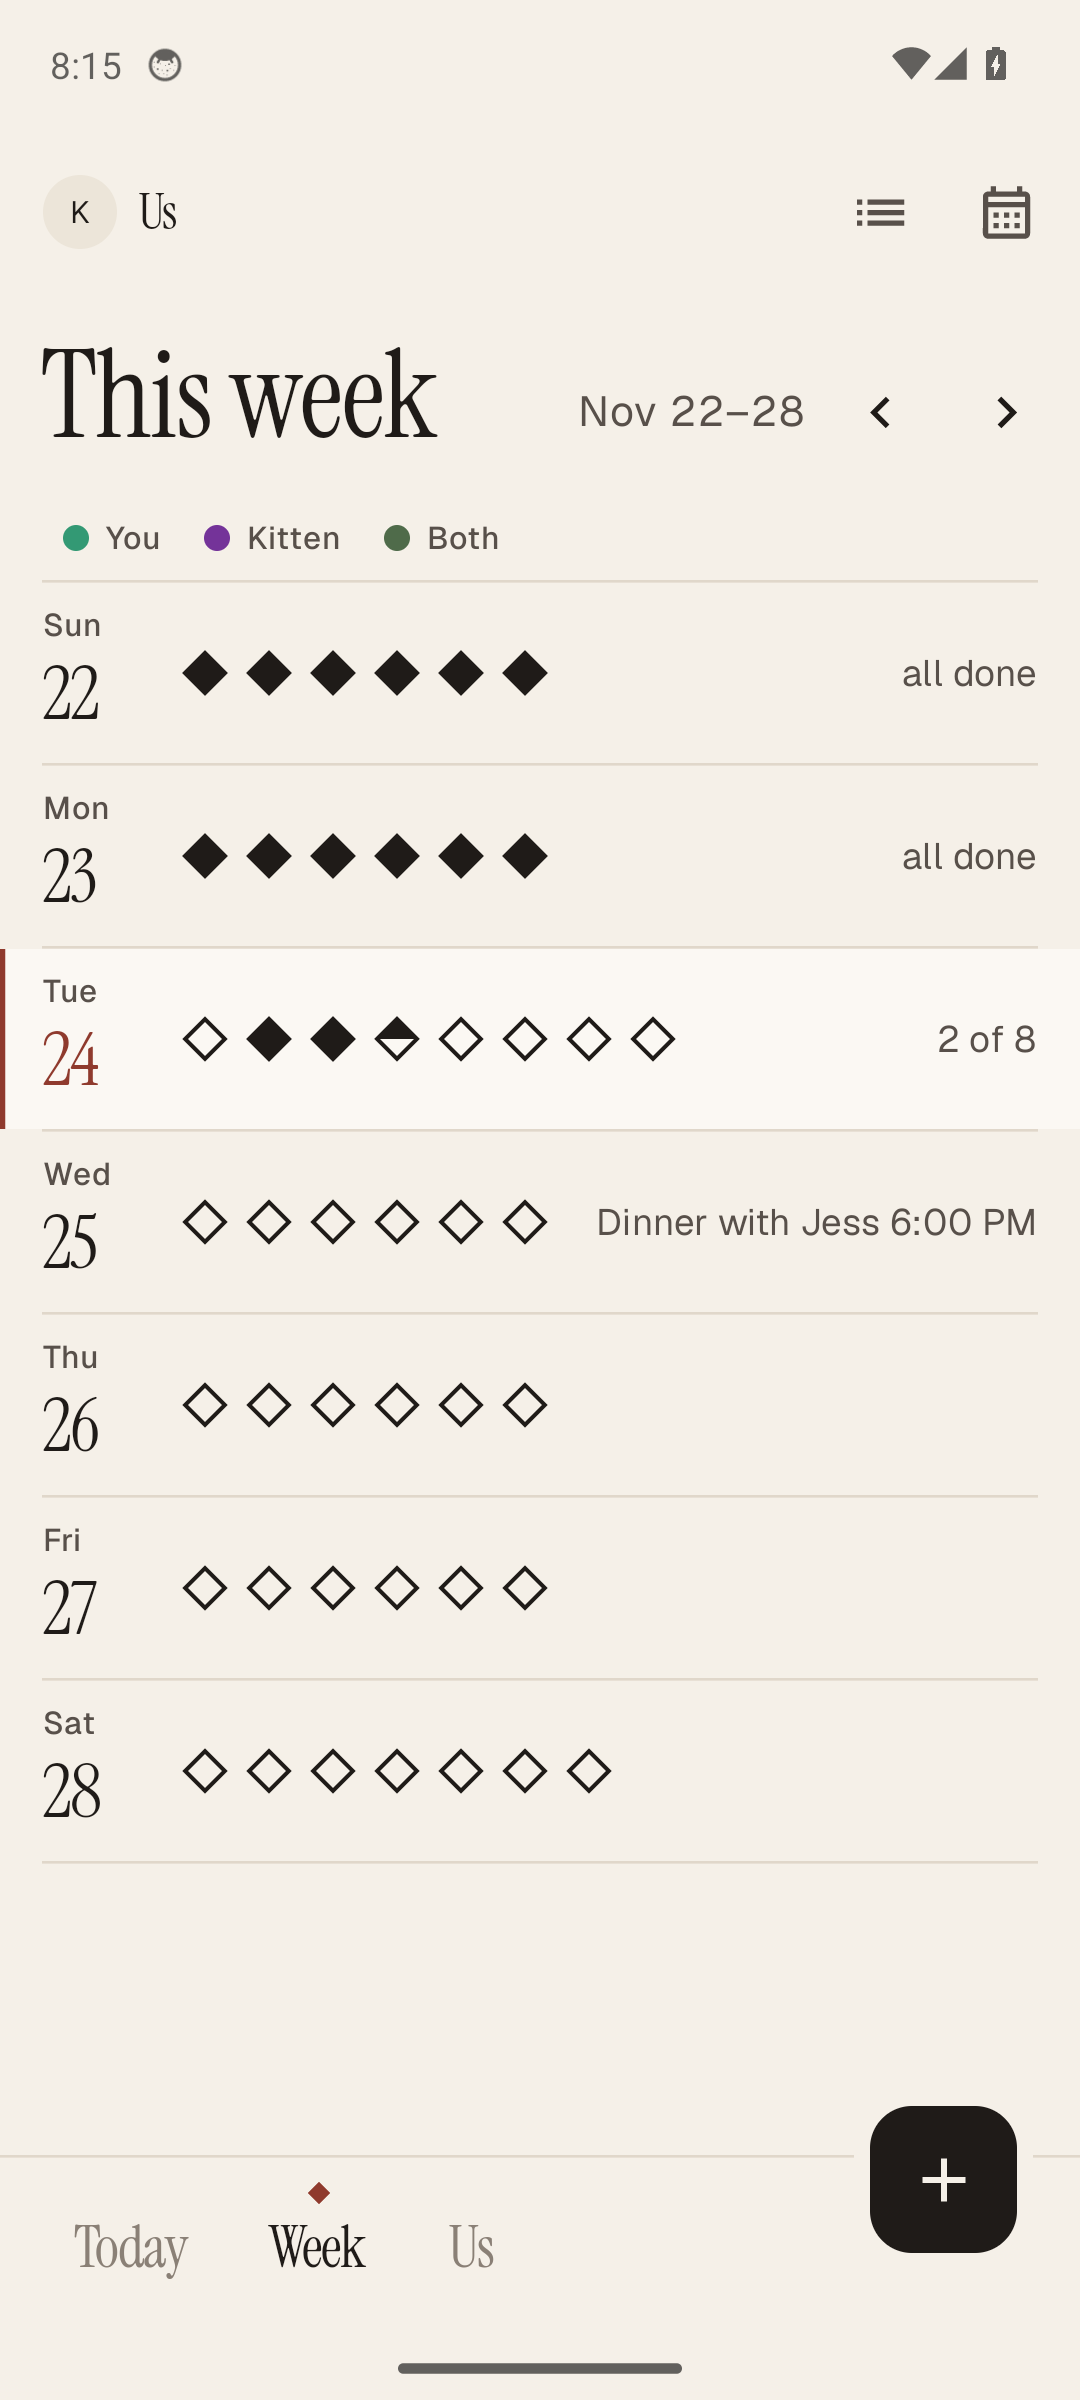 8:15
K Us
This week Nov 22–28
You Kitten Both
Sun
22 all done
Mon
23 all done
Tue
24 2 of 8
Wed
25 Dinner with Jess 6:00 PM
Thu
26
Fri
27
Sat
28
Today Week Us